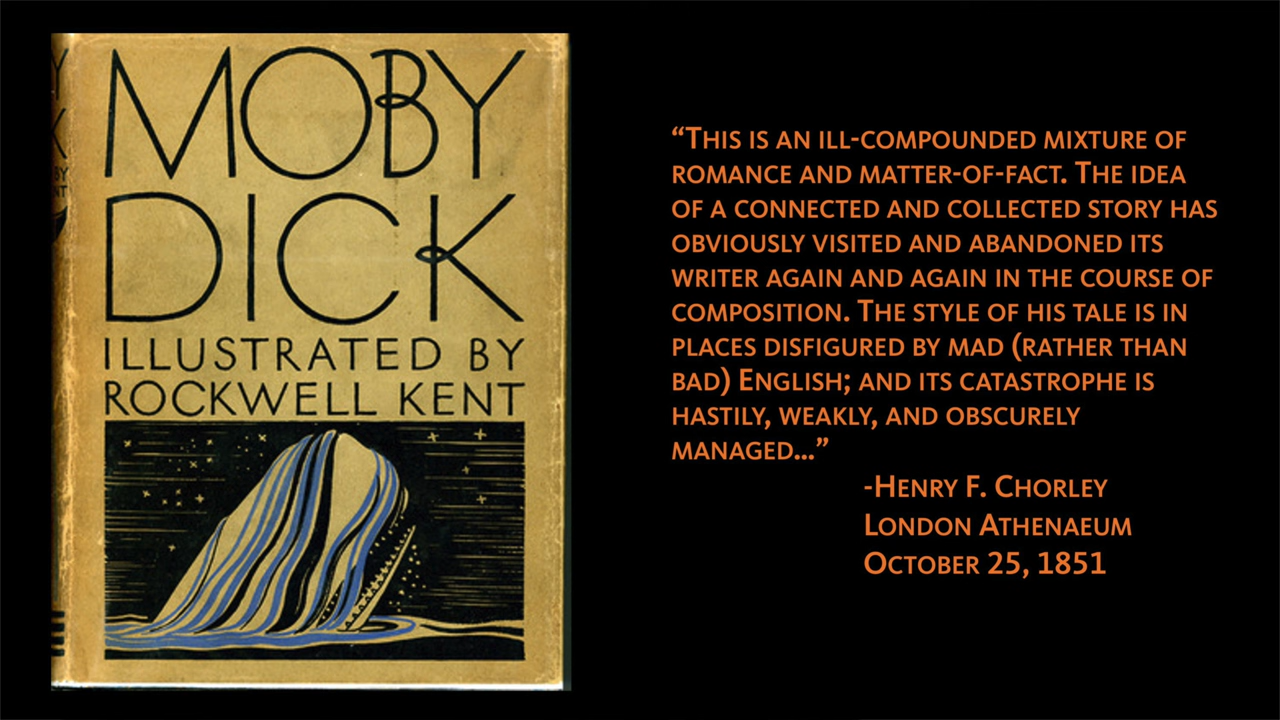 MOBY
DICK
ILLUSTRATED BY
ROCKWELL KENT
“THIS IS AN ILL-COMPOUNDED MIXTURE OF
ROMANCE AND MATTER-OF-FACT. THE IDEA
OF A CONNECTED AND COLLECTED STORY HAS
OBVIOUSLY VISITED AND ABANDONED ITS
WRITER AGAIN AND AGAIN IN THE COURSE OF
COMPOSITION. THE STYLE OF HIS TALE IS IN
PLACES DISFIGURED BY MAD (RATHER THAN
BAD) ENGLISH; AND ITS CATASTROPHE IS
HASTILY, WEAKLY, AND OBSCURELY
MANAGED...”
-HENRY F. CHORLEY
LONDON ATHENAEUM
OCTOBER 25, 1851